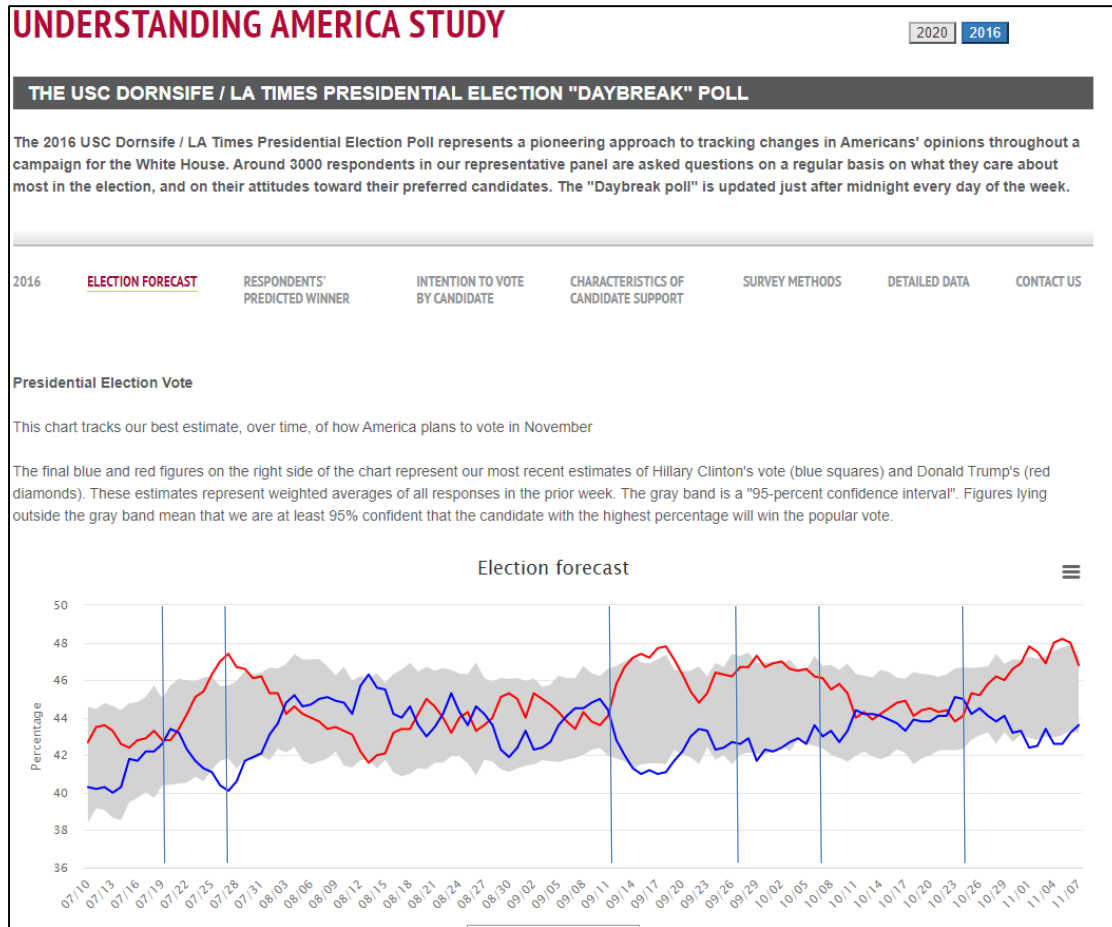 UNDERSTANDING AMERICA STUDY
2020 2016
THE USC DORNSIFE / LA TIMES PRESIDENTIAL ELECTION "DAYBREAK" POLL
The 2016 USC Dornsife / LA Times Presidential Election Poll represents a pioneering approach to tracking changes in Americans' opinions throughout a
campaign for the White House. Around 3000 respondents in our representative panel are asked questions on a regular basis on what they care about
most in the election, and on their attitudes toward their preferred candidates. The "Daybreak poll" is updated just after midnight every day of the week.
2016 ELECTION FORECAST RESPONDENTS' INTENTION TO VOTE CHARACTERISTICS OF SURVEY METHODS DETAILED DATA CONTACT US
PREDICTED WINNER BY CANDIDATE CANDIDATE SUPPORT
Presidential Election Vote
This chart tracks our best estimate, over time, of how America plans to vote in November
The final blue and red figures on the right side of the chart represent our most recent estimates of Hillary Clinton's vote (blue squares) and Donald Trump's (red
diamonds). These estimates represent weighted averages of all responses in the prior week. The gray band is a "95-percent confidence interval". Figures lying
outside the gray band mean that we are at least 95% confident that the candidate with the highest percentage will win the popular vote.
Election forecast
Percentage
50
48
46
44
42
40
38
36
07/10 07/13 07/16 07/19 07/22 07/25 07/28 07/31 08/03 08/06 08/09 08/12 08/15 08/18 08/21 08/24 08/27 08/30 09/02 09/05 09/08 09/11 09/14 09/17 09/20 09/23 09/26 09/29 10/02 10/05 10/08 10/11 10/14 10/17 10/20 10/23 10/26 10/29 11/01 11/04 11/07